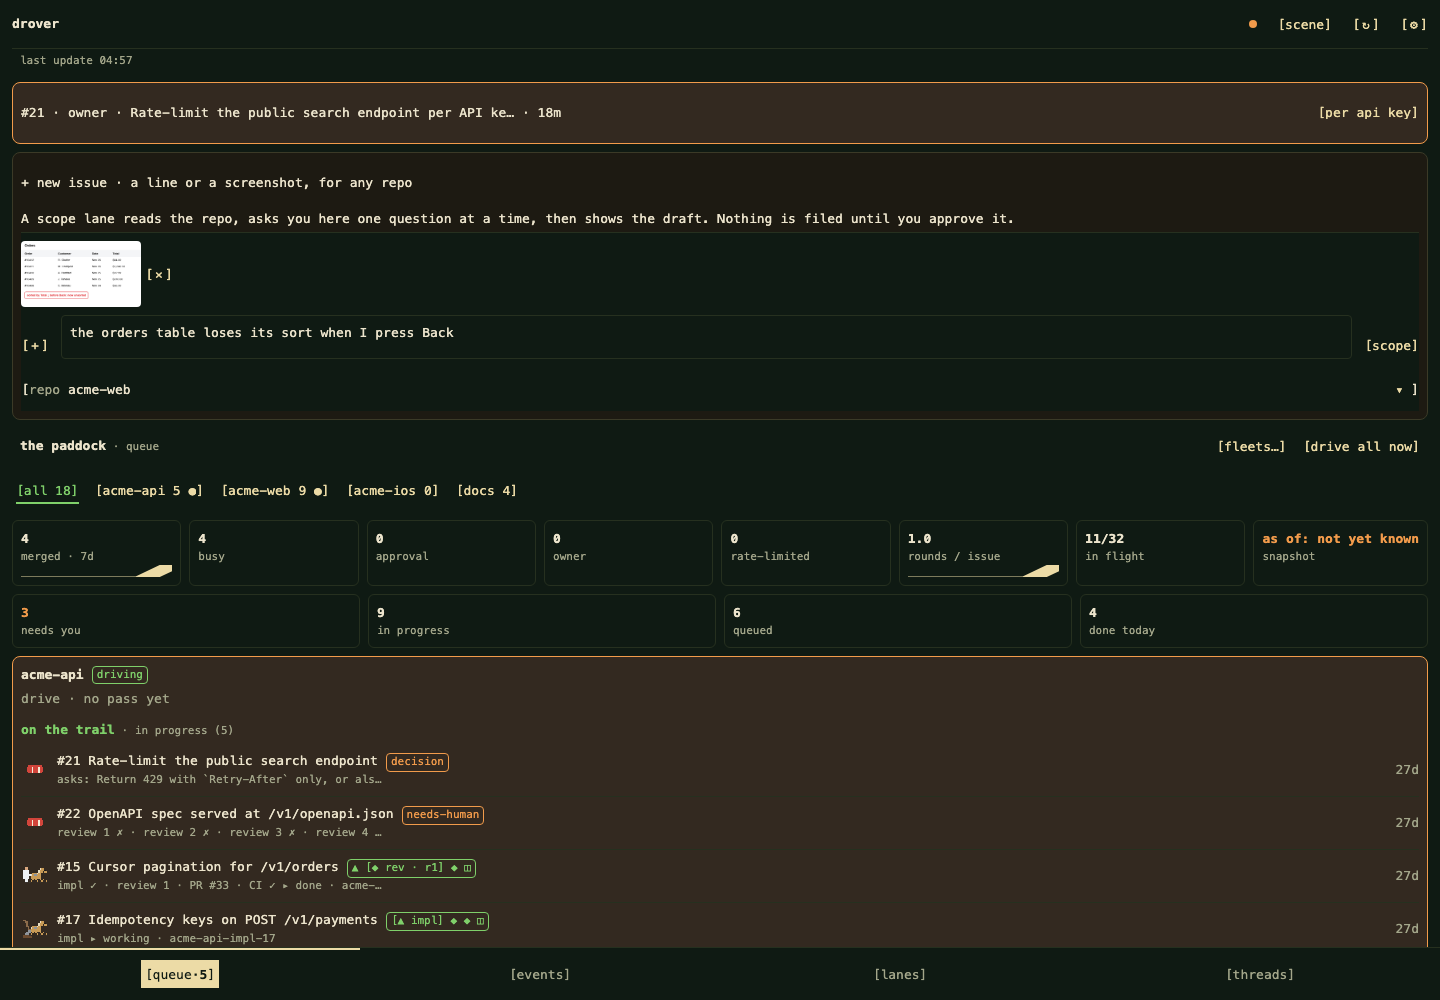 drover
[scene] [↻] [⚙]
last update 04:57
#21 · owner · Rate-limit the public search endpoint per API ke… · 18m [per api key]
+ new issue · a line or a screenshot, for any repo
A scope lane reads the repo, asks you here one question at a time, then shows the draft. Nothing is filed until you approve it.
[×]
[+] the orders table loses its sort when I press Back [scope]
[repo acme-web ▾ ]
the paddock · queue [fleets…] [drive all now]
[all 18] [acme-api 5 ●] [acme-web 9 ●] [acme-ios 0] [docs 4]
4 4 0 0 0 1.0 11/32 as of: not yet known
merged · 7d busy approval owner rate-limited rounds / issue in flight snapshot
3 9 6 4
needs you in progress queued done today
acme-api driving
drive · no pass yet
on the trail · in progress (5)
#21 Rate-limit the public search endpoint decision
asks: Return 429 with `Retry-After` only, or als… 27d
#22 OpenAPI spec served at /v1/openapi.json needs-human
review 1 ✗ · review 2 ✗ · review 3 ✗ · review 4 … 27d
#15 Cursor pagination for /v1/orders ▲ [◆ rev · r1] ◆ ◫
impl ✓ · review 1 · PR #33 · CI ✓ ▸ done · acme-… 27d
#17 Idempotency keys on POST /v1/payments [▲ impl] ◆ ◆ ◫
impl ▸ working · acme-api-impl-17 27d
[queue·5] [events] [lanes] [threads]